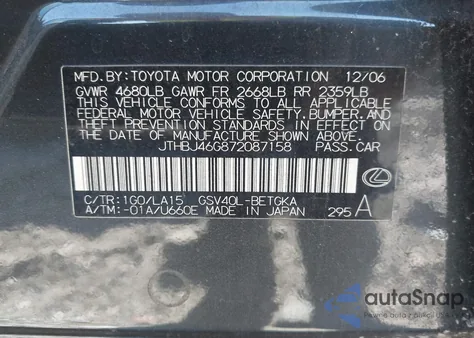 MFD.BY:TOYOTA MOTOR CORPORATION 12/06
GVWR 4680LB GAWR FR 2668LB RR 2359LB
THIS VEHICLE CONFORMS TO ALL APPLICABLE
FEDERAL MOTOR VEHICLE SAFETY, BUMPER, AND
THEFT PREVENTION STANDARDS IN EFFECT ON
THE DATE OF MANUFACTURE SHOWN ABOVE.
JTHBJ46G872087158 PASS.CAR
C/TR:1G0/LA15 GSV40L-BETGKA
A/TM:-01A/U660E MADE IN JAPAN 295 A
autoSnap